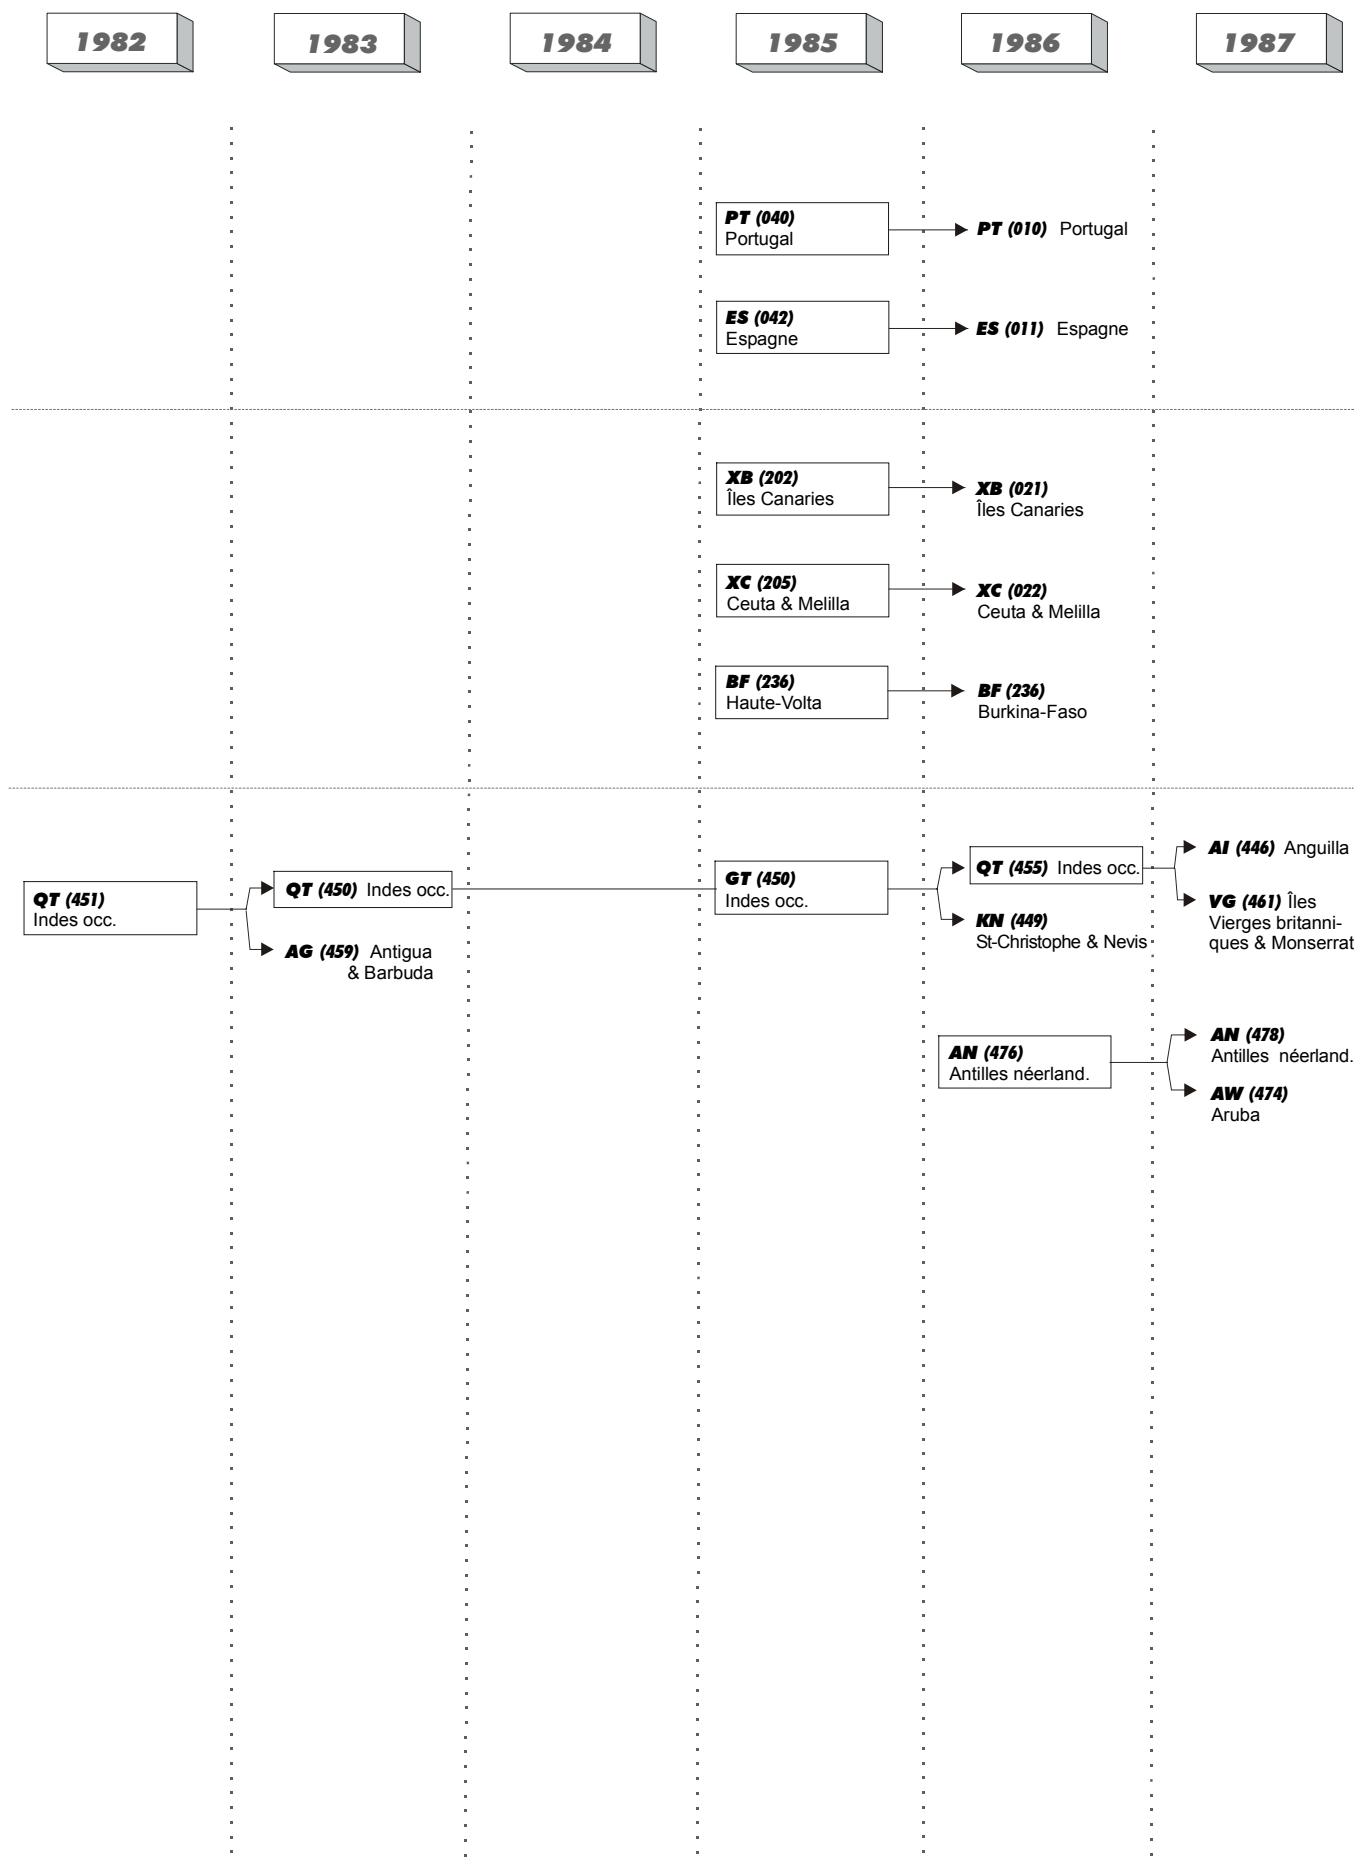 1982 1983 1984 1985 1986 1987
PT (040)
Portugal
PT (010) Portugal
ES (042)
Espagne
ES (011) Espagne
XB (202)
Îles Canaries
XB (021)
Îles Canaries
XC (205)
Ceuta & Melilla
XC (022)
Ceuta & Melilla
BF (236)
Haute-Volta
BF (236)
Burkina-Faso
QT (451)
Indes occ.
QT (450) Indes occ.
AG (459) Antigua
& Barbuda
GT (450)
Indes occ.
QT (455) Indes occ.
KN (449)
St-Christophe & Nevis
AI (446) Anguilla
VG (461) Îles
Vierges britanni-
ques & Monserrat
AN (476)
Antilles néerland.
AN (478)
Antilles néerland.
AW (474)
Aruba